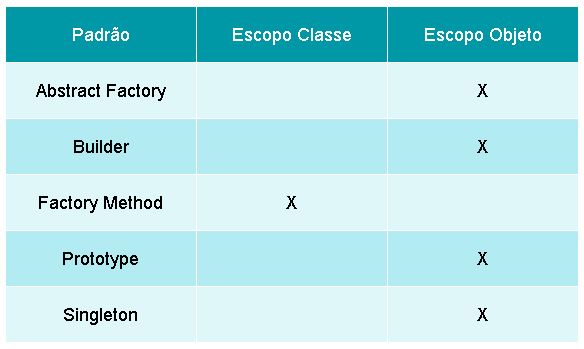 Padrão Escopo Classe Escopo Objeto
Abstract Factory X
Builder X
Factory Method X
Prototype X
Singleton X